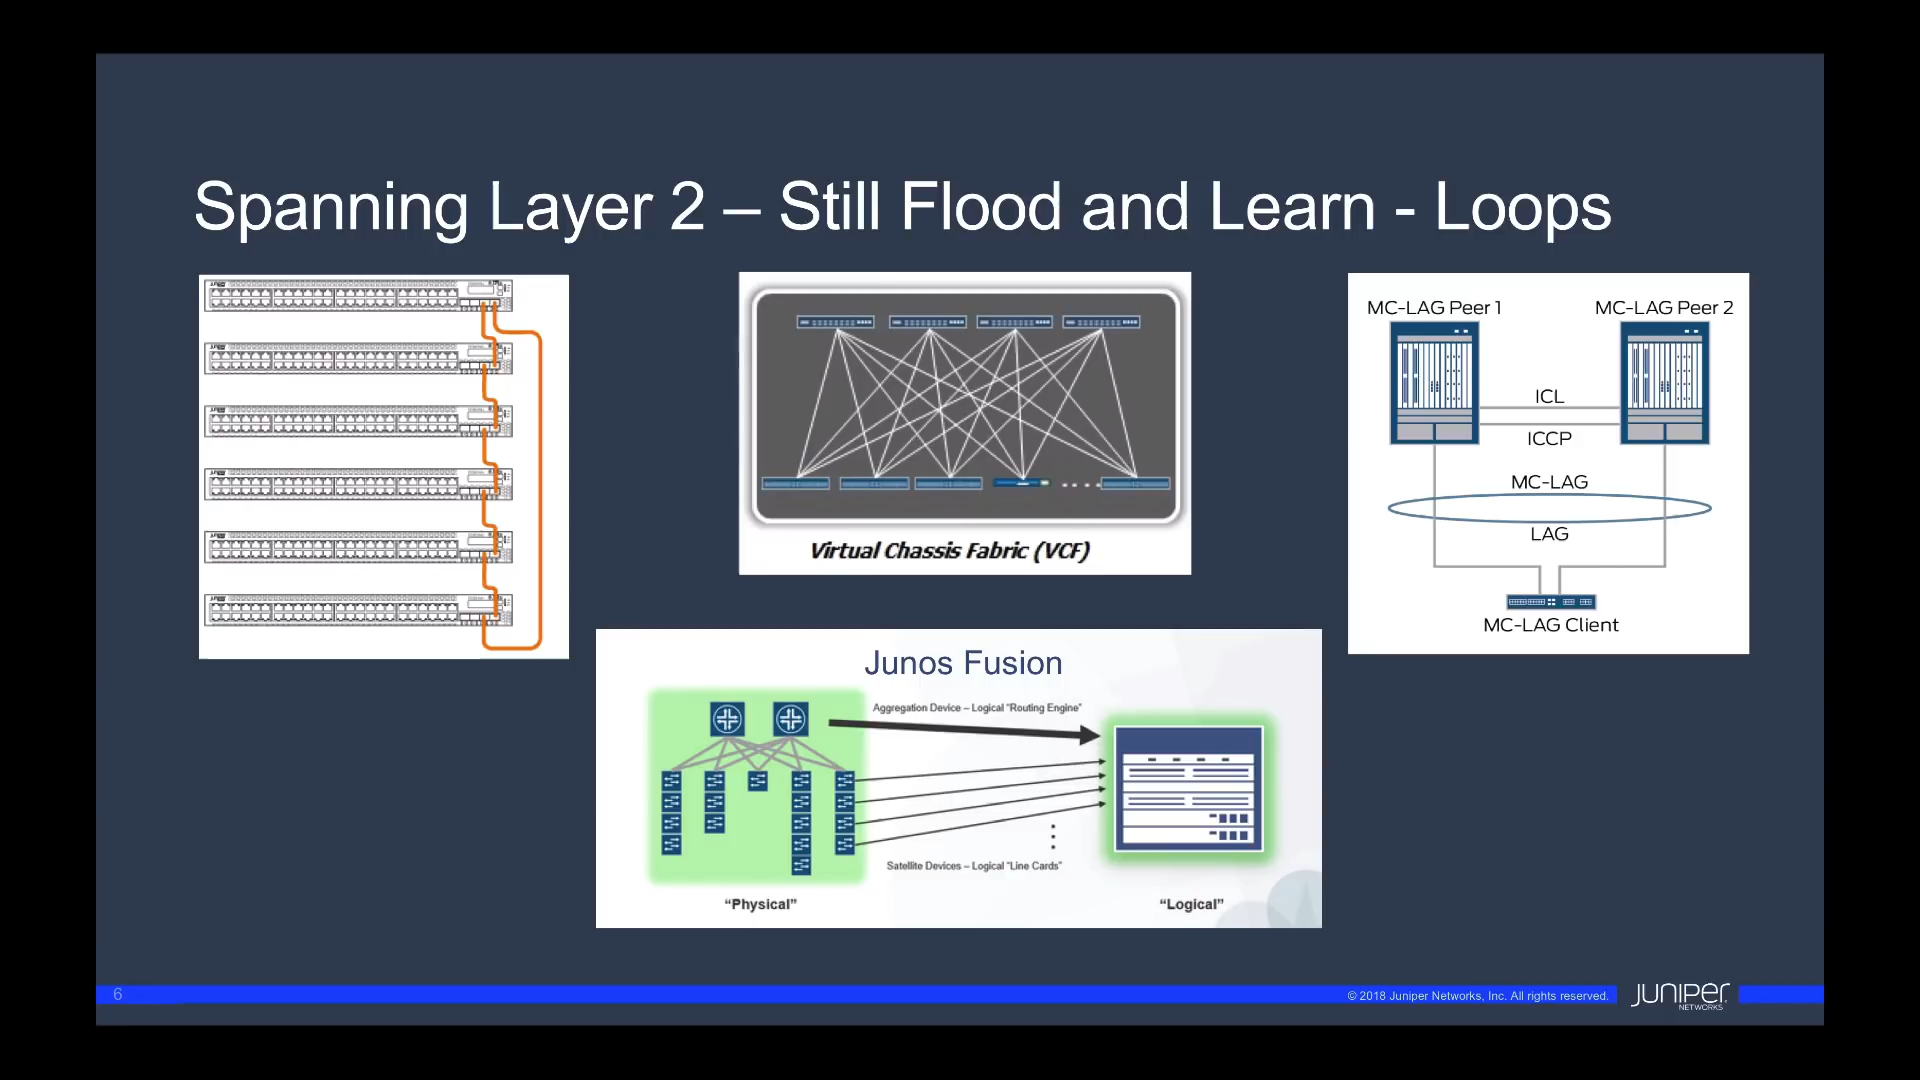 Spanning Layer 2 – Still Flood and Learn - Loops
Virtual Chassis Fabric (VCF)
MC-LAG Peer 1
MC-LAG Peer 2
ICL
ICCP
MC-LAG
LAG
MC-LAG Client
Junos Fusion
Aggregation Device – Logical "Routing Engine"
Satellite Devices – Logical "Line Cards"
“Physical”
“Logical”
6
© 2018 Juniper Networks, Inc. All rights reserved.
JUNIPER
NETWORKS